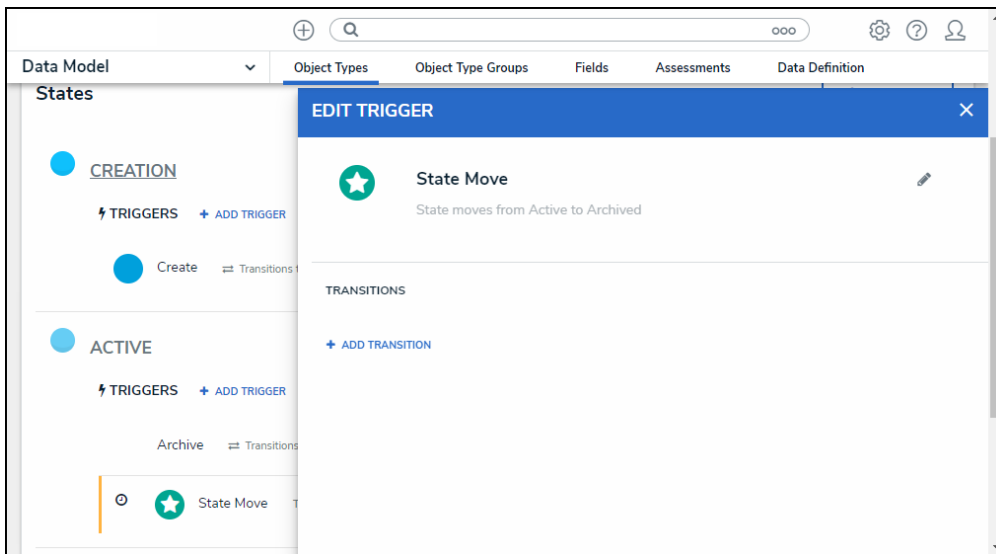 ooo
Data Model
Object Types
Object Type Groups
Fields
Assessments
Data Definition
States
EDIT TRIGGER
State Move
State moves from Active to Archived
TRANSITIONS
+ ADD TRANSITION
CREATION
TRIGGERS + ADD TRIGGER
Create Transitions
ACTIVE
TRIGGERS + ADD TRIGGER
Archive Transitions
State Move